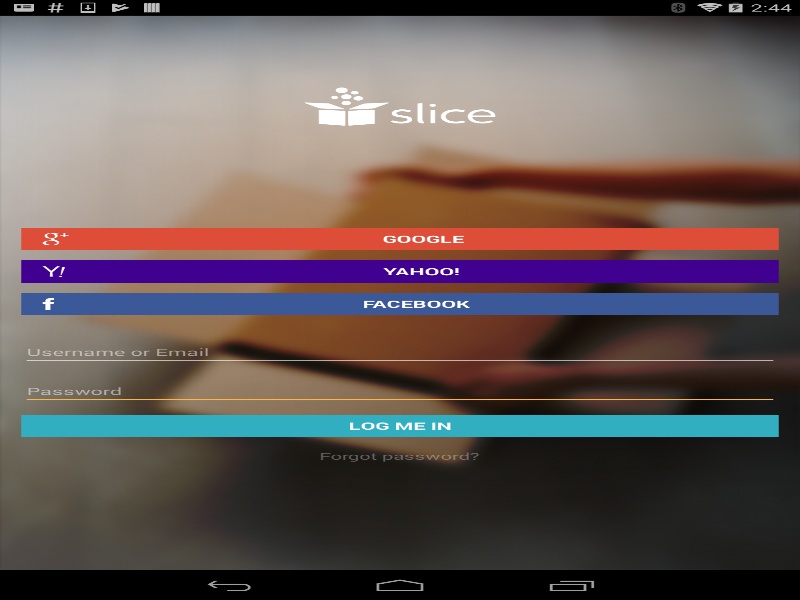 2:44
slice
g+ GOOGLE
Y! YAHOO!
f FACEBOOK
Username or Email
Password
LOG ME IN
Forgot password?